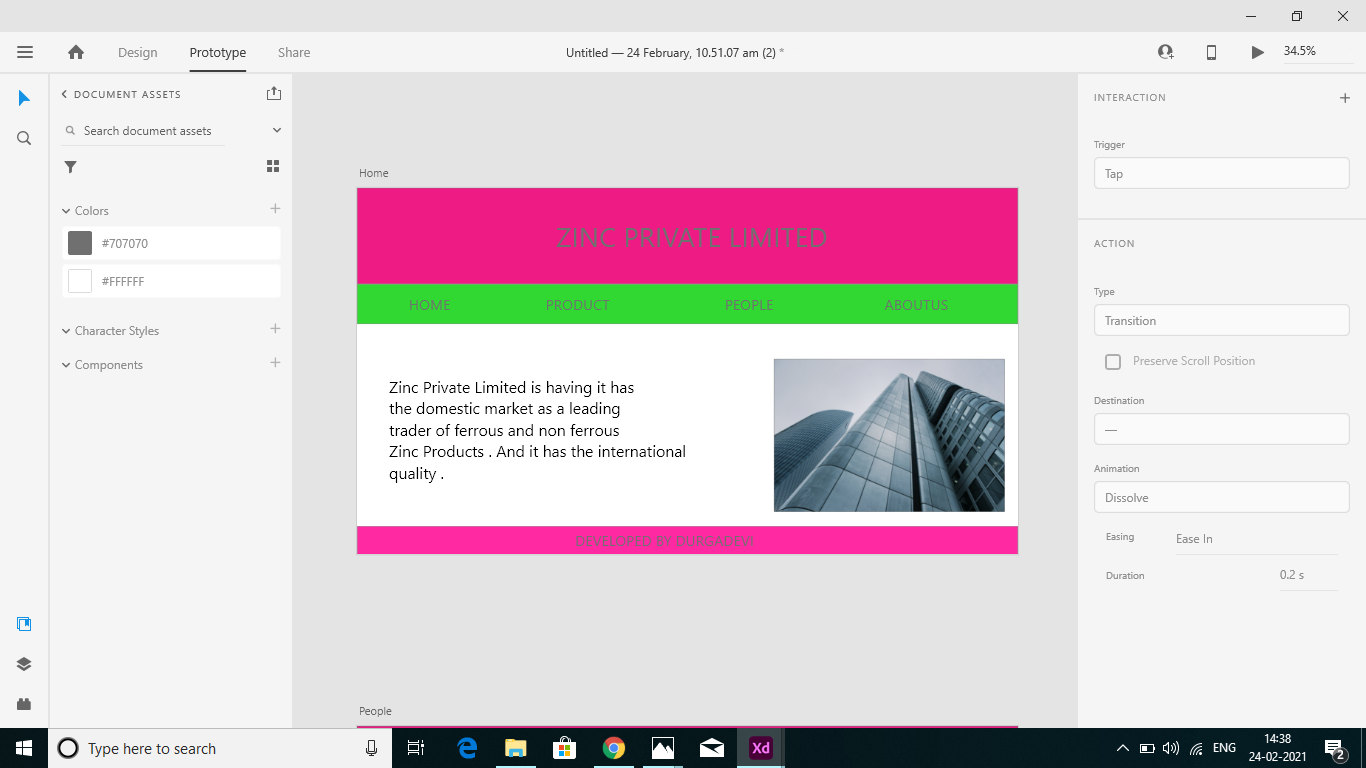 Design
Prototype
Share
Untitled — 24 February, 10.51.07 am (2) *
34.5%
DOCUMENT ASSETS
Search document assets
Colors
#707070
#FFFFFF
Character Styles
Components
Home
ZINC PRIVATE LIMITED
HOME PRODUCT PEOPLE ABOUTUS
Zinc Private Limited is having it has
the domestic market as a leading
trader of ferrous and non ferrous
Zinc Products . And it has the international
quality .
DEVELOPED BY DURGADEVI
People
INTERACTION
Trigger
Tap
ACTION
Type
Transition
Preserve Scroll Position
Destination
—
Animation
Dissolve
Easing Ease In
Duration 0.2 s
Type here to search
Xd
ENG
14:38
24-02-2021
2